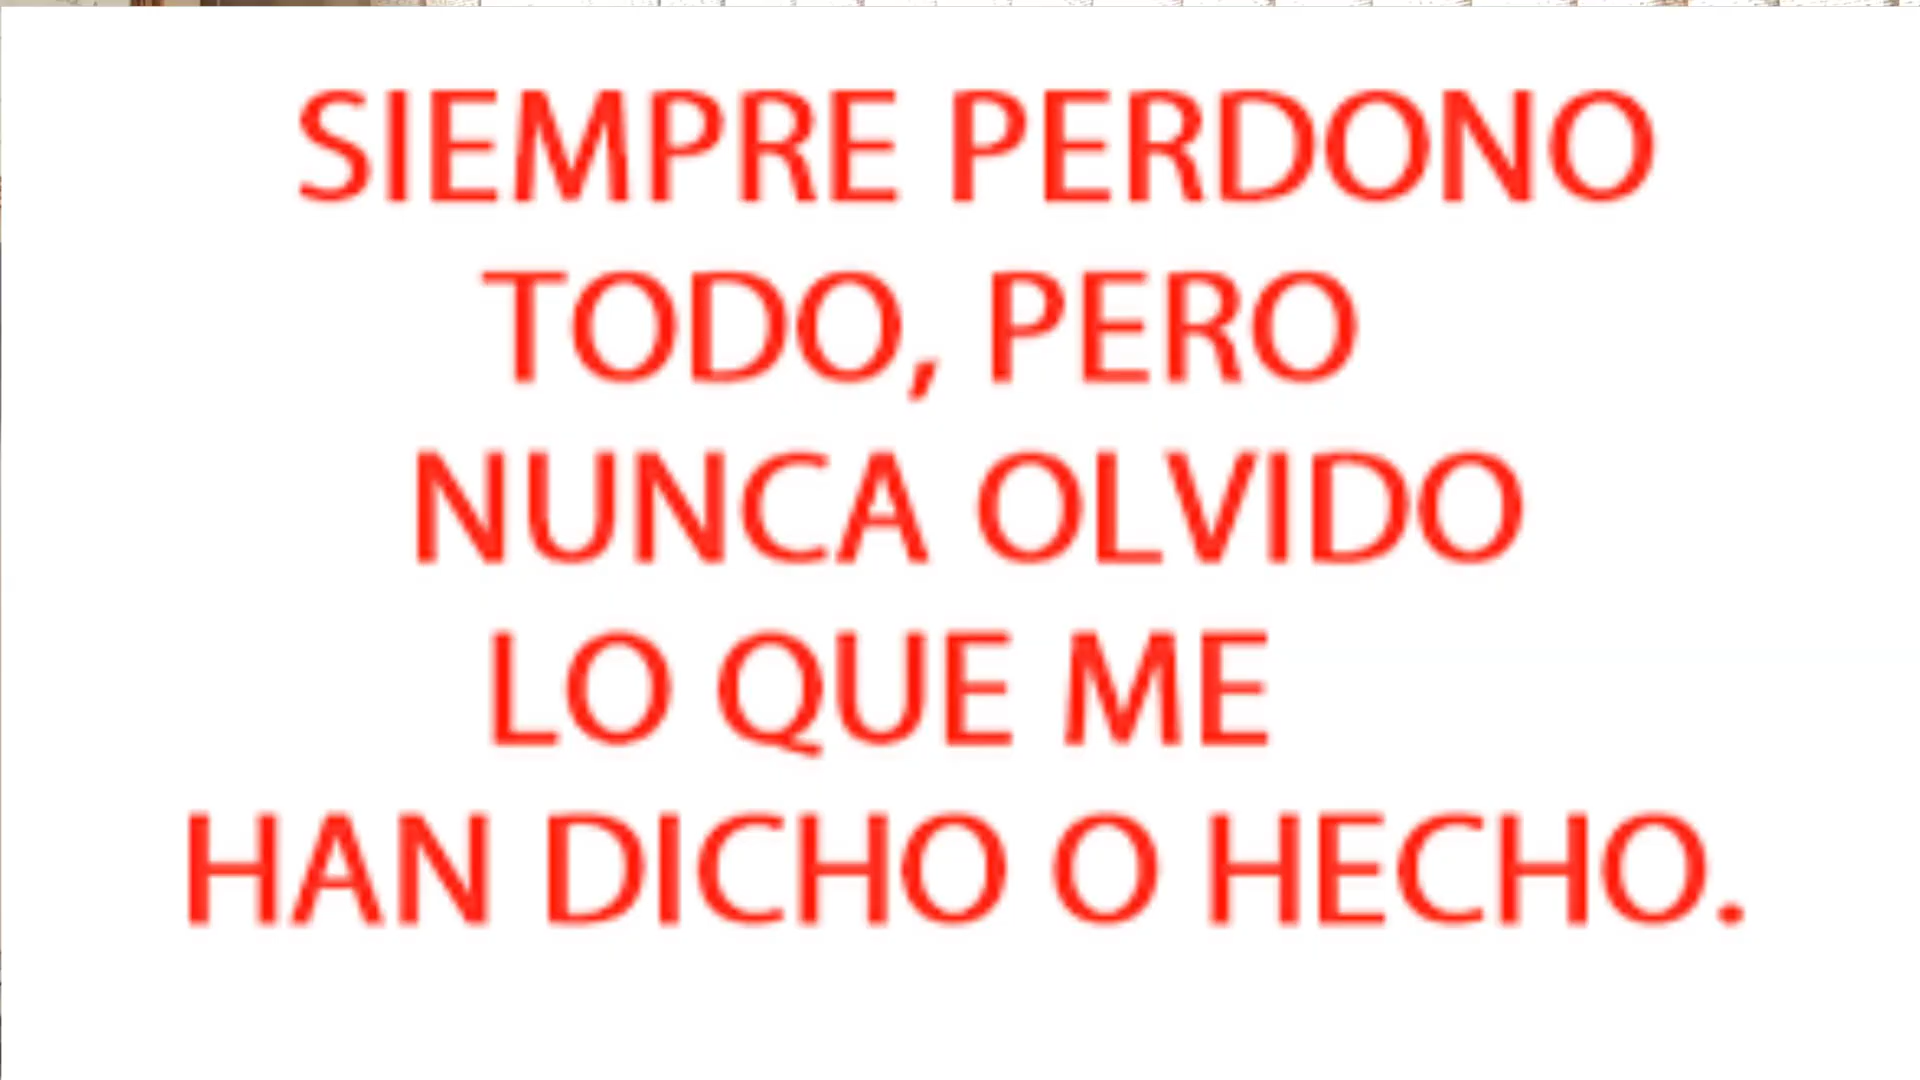 SIEMPRE PERDONO
TODO, PERO
NUNCA OLVIDO
LO QUE ME
HAN DICHO O HECHO.